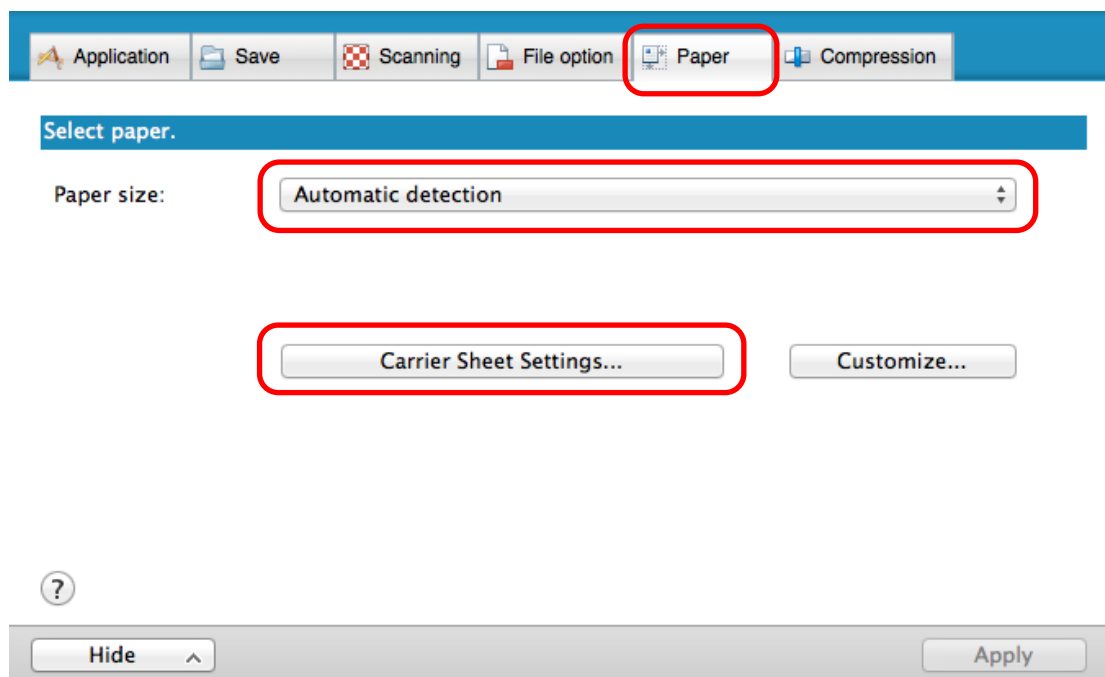 Application Save Scanning File option Paper Compression
Select paper.
Paper size: Automatic detection
Carrier Sheet Settings... Customize...
?
Hide Apply